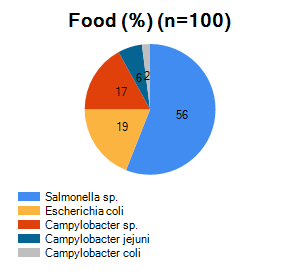 Food (%) (n=100)
2
6
17
56
19
Salmonella sp.
Escherichia coli
Campylobacter sp.
Campylobacter jejuni
Campylobacter coli